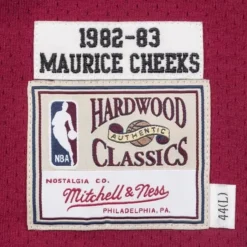 1982-83
MAURICE CHEEKS
NBA
HARDWOOD
AUTHENTIC
CLASSICS
NOSTALGIA CO.
Mitchell & Ness
PHILADELPHIA, PA.
44(L)